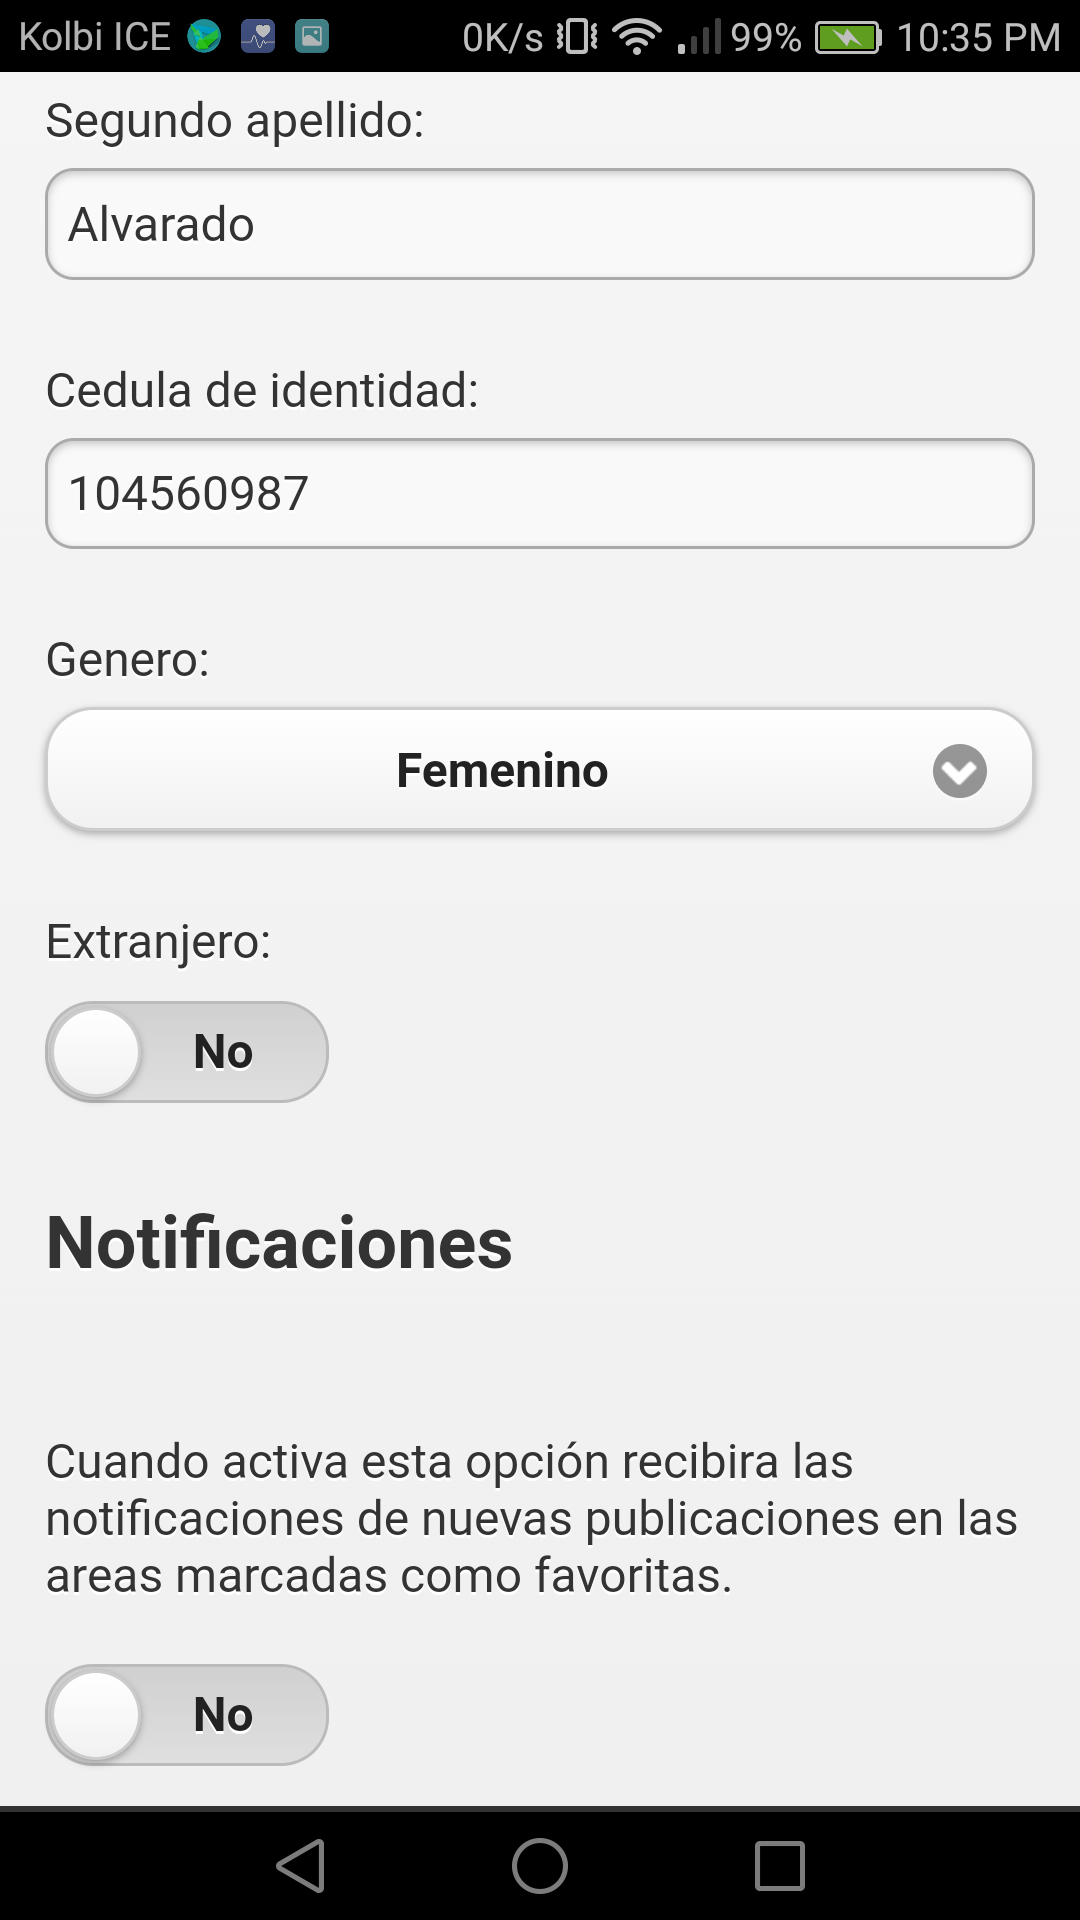 Kolbi ICE 0K/s 99% 10:35 PM
Segundo apellido:
Alvarado
Cedula de identidad:
104560987
Genero:
Femenino
Extranjero:
No
Notificaciones
Cuando activa esta opción recibira las
notificaciones de nuevas publicaciones en las
areas marcadas como favoritas.
No